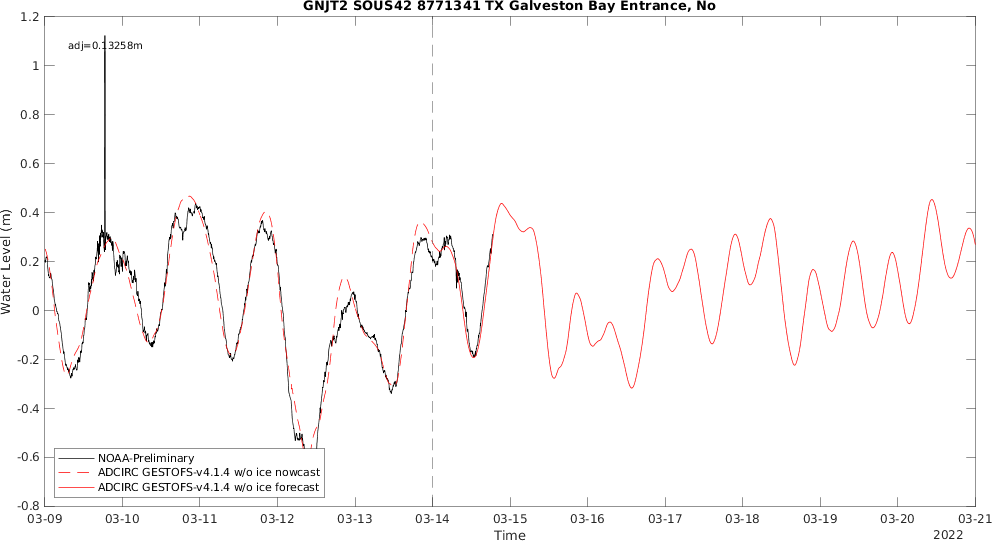 GNJT2 SOUS42 8771341 TX Galveston Bay Entrance, No
adj=0.13258m
1.2
1
0.8
0.6
0.4
0.2
0
-0.2
-0.4
-0.6
-0.8
Water Level (m)
NOAA-Preliminary
ADCIRC GESTOFS-v4.1.4 w/o ice nowcast
ADCIRC GESTOFS-v4.1.4 w/o ice forecast
03-09 03-10 03-11 03-12 03-13 03-14 03-15 03-16 03-17 03-18 03-19 03-20 03-21
Time
2022